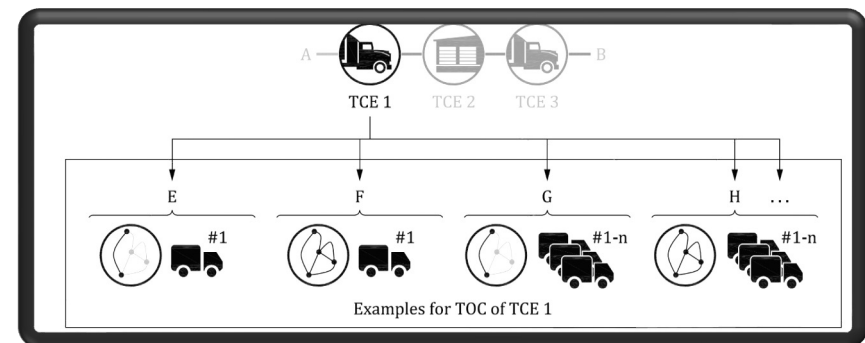 A B
TCE 1 TCE 2 TCE 3
E F G H ...
#1 #1 #1-n #1-n
Examples for TOC of TCE 1